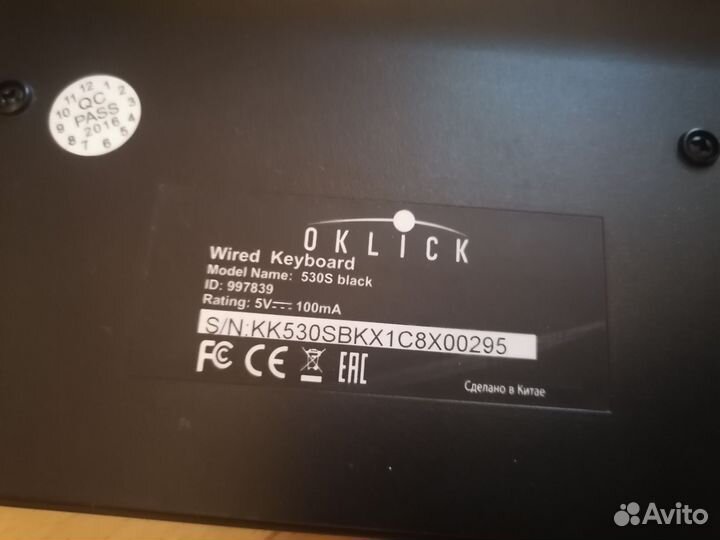 11 12 1 2 3 4 5 6 7 8 9 10
QC
PASS
2016
OKLICK
Wired Keyboard
Model Name: 530S black
ID: 997839
Rating: 5V⎓ 100mA
S/N:KK530SBKX1C8X00295
FC CE EAC
Сделано в Китае
Avito